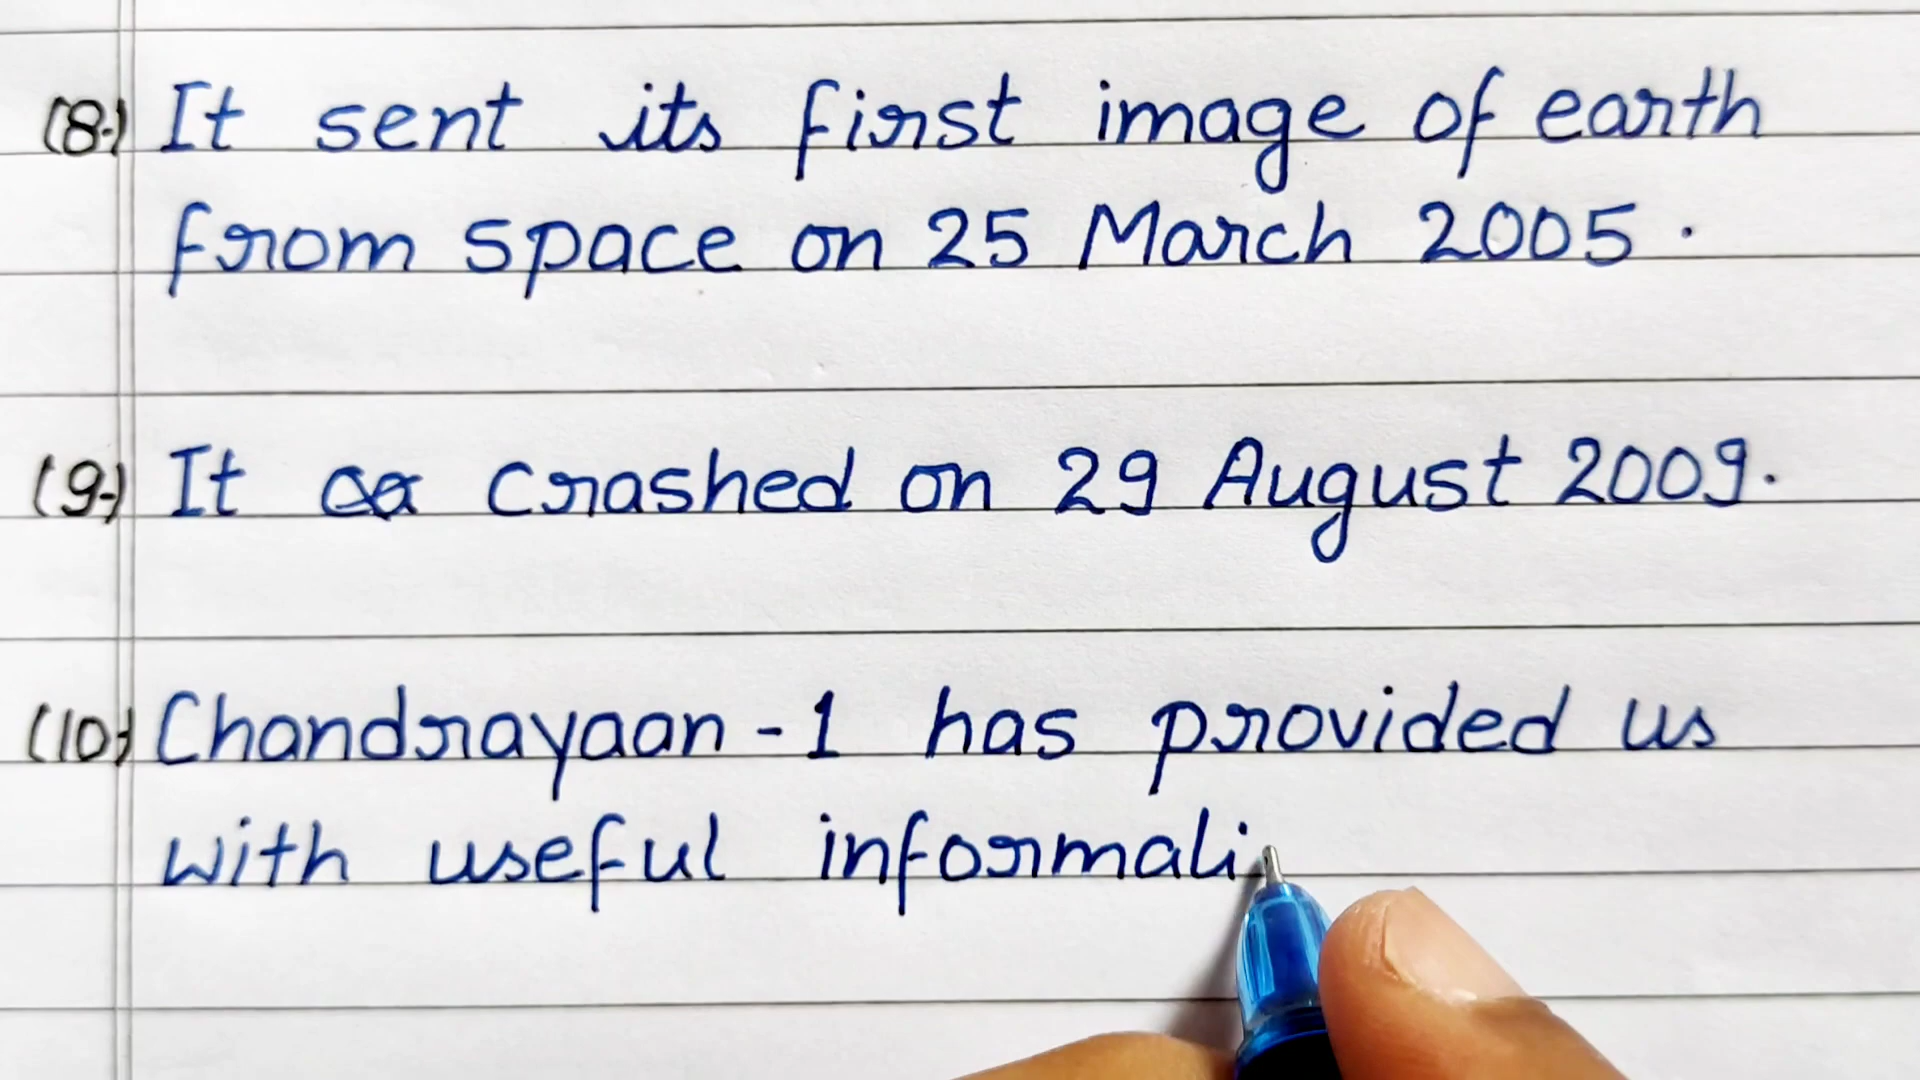 (8.) It sent its first image of earth
from space on 25 March 2005.
(9.) It crashed on 29 August 2009.
(10.) Chandrayaan-1 has provided us
with useful informati